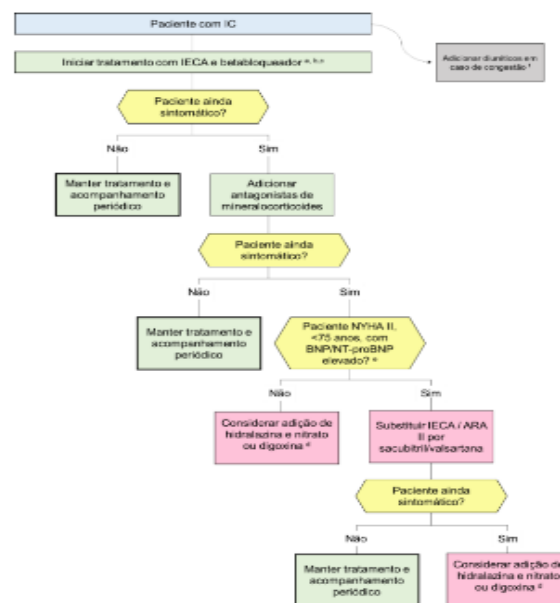 Paciente com IC
Adicionar diuréticos em
caso de congestão f
Iniciar tratamento com IECA e betabloqueador a, b,c
Paciente ainda
sintomático?
Não
Sim
Manter tratamento e
acompanhamento
periódico
Adicionar
antagonistas de
mineralocorticoides
Paciente ainda
sintomático?
Não
Sim
Manter tratamento e
acompanhamento
periódico
Paciente NYHA II,
<75 anos, com
BNP/NT-proBNP
elevado? e
Não
Sim
Considerar adição de
hidralazina e nitrato
ou digoxina d
Substituir IECA / ARA
II por
sacubitril/valsartana
Paciente ainda
sintomático?
Não
Sim
Manter tratamento e
acompanhamento
periódico
Considerar adição de
hidralazina e nitrato
ou digoxina d